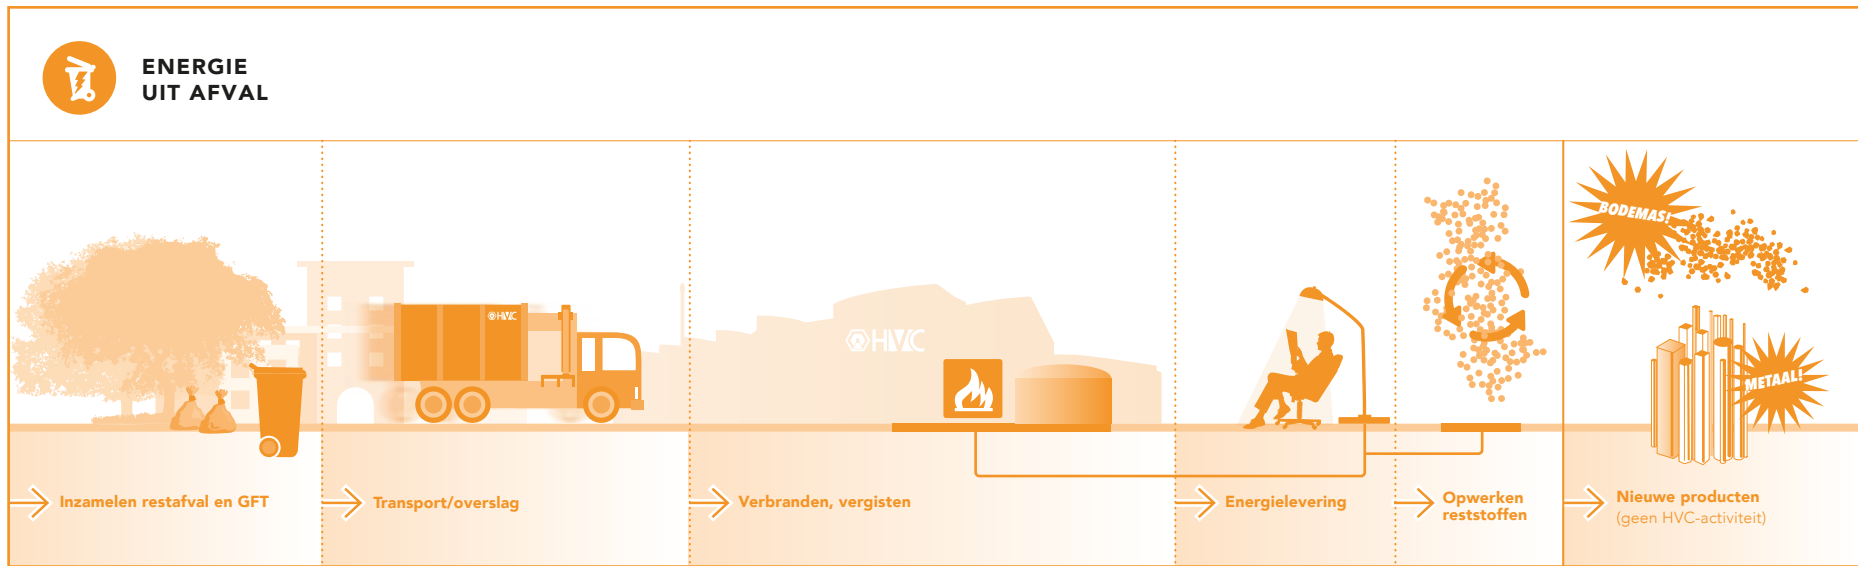 ENERGIE
UIT AFVAL
HVC
HVC
BODEMAS!
METAAL!
Inzamelen restafval en GFT
Transport/overslag
Verbranden, vergisten
Energielevering
Opwerken
reststoffen
Nieuwe producten
(geen HVC-activiteit)